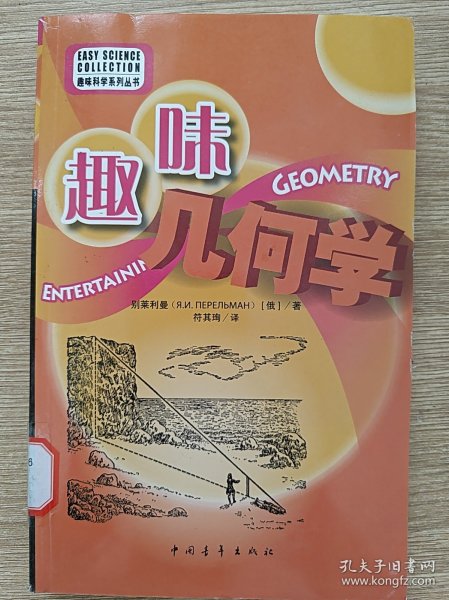 EASY SCIENCE
COLLECTION
趣味科学系列丛书
趣味
几何学
GEOMETRY
ENTERTAINI
别莱利曼（Я.И. ПЕРЕЛЬМАН）［俄］／著
符其珣／译
8
中国青年出版社
孔夫子旧书网
www.kongfz.com